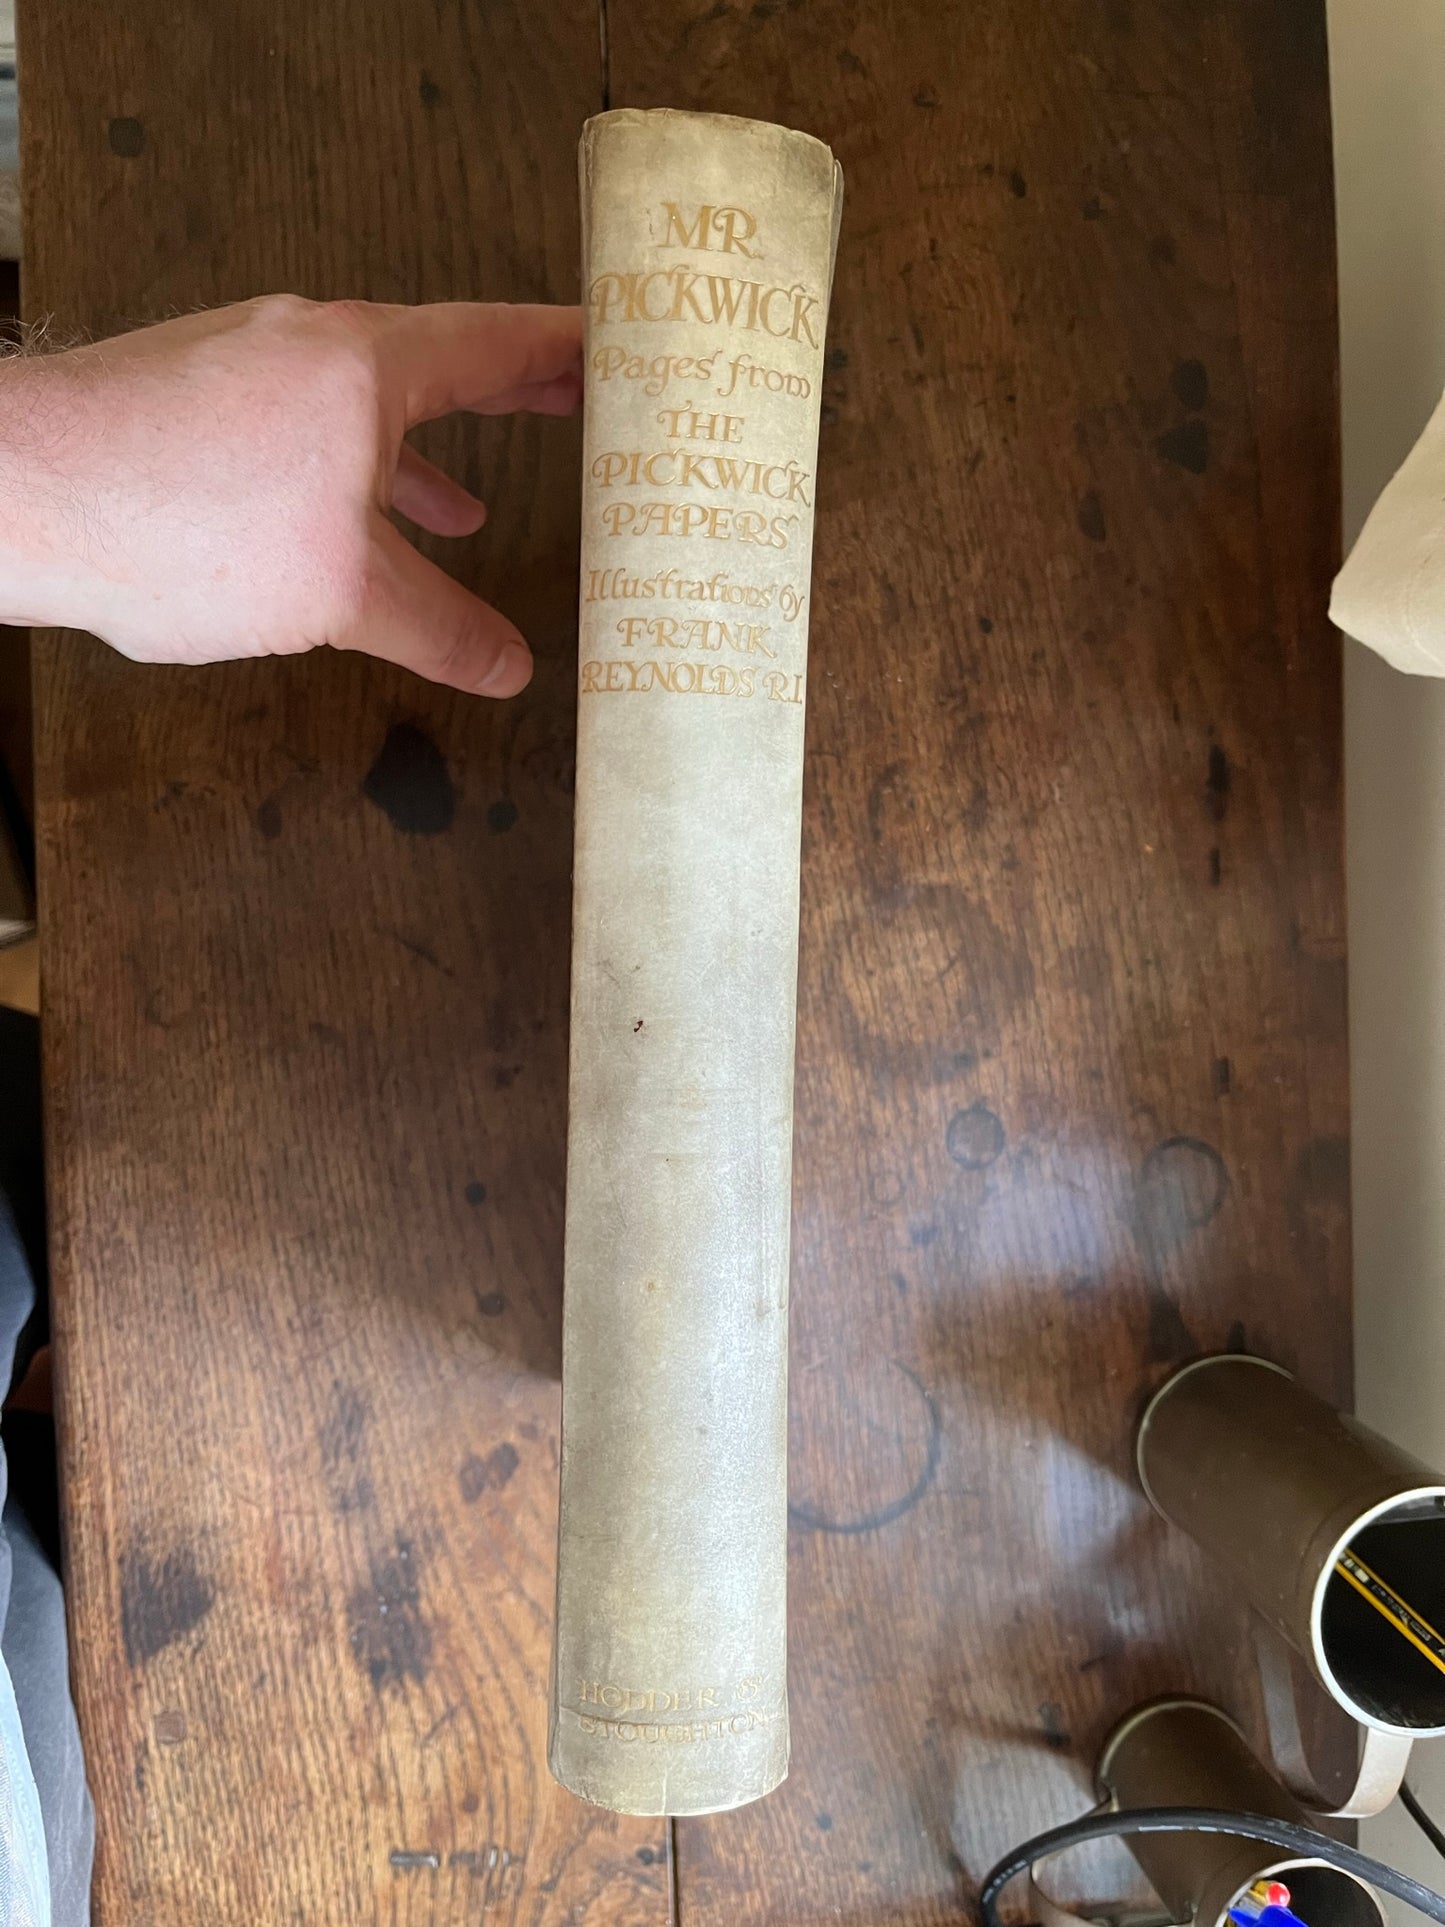 MR.
PICKWICK
Pages from
THE
PICKWICK
PAPERS
Illustrations by
FRANK
REYNOLDS R.I.
HODDER &
STOUGHTON